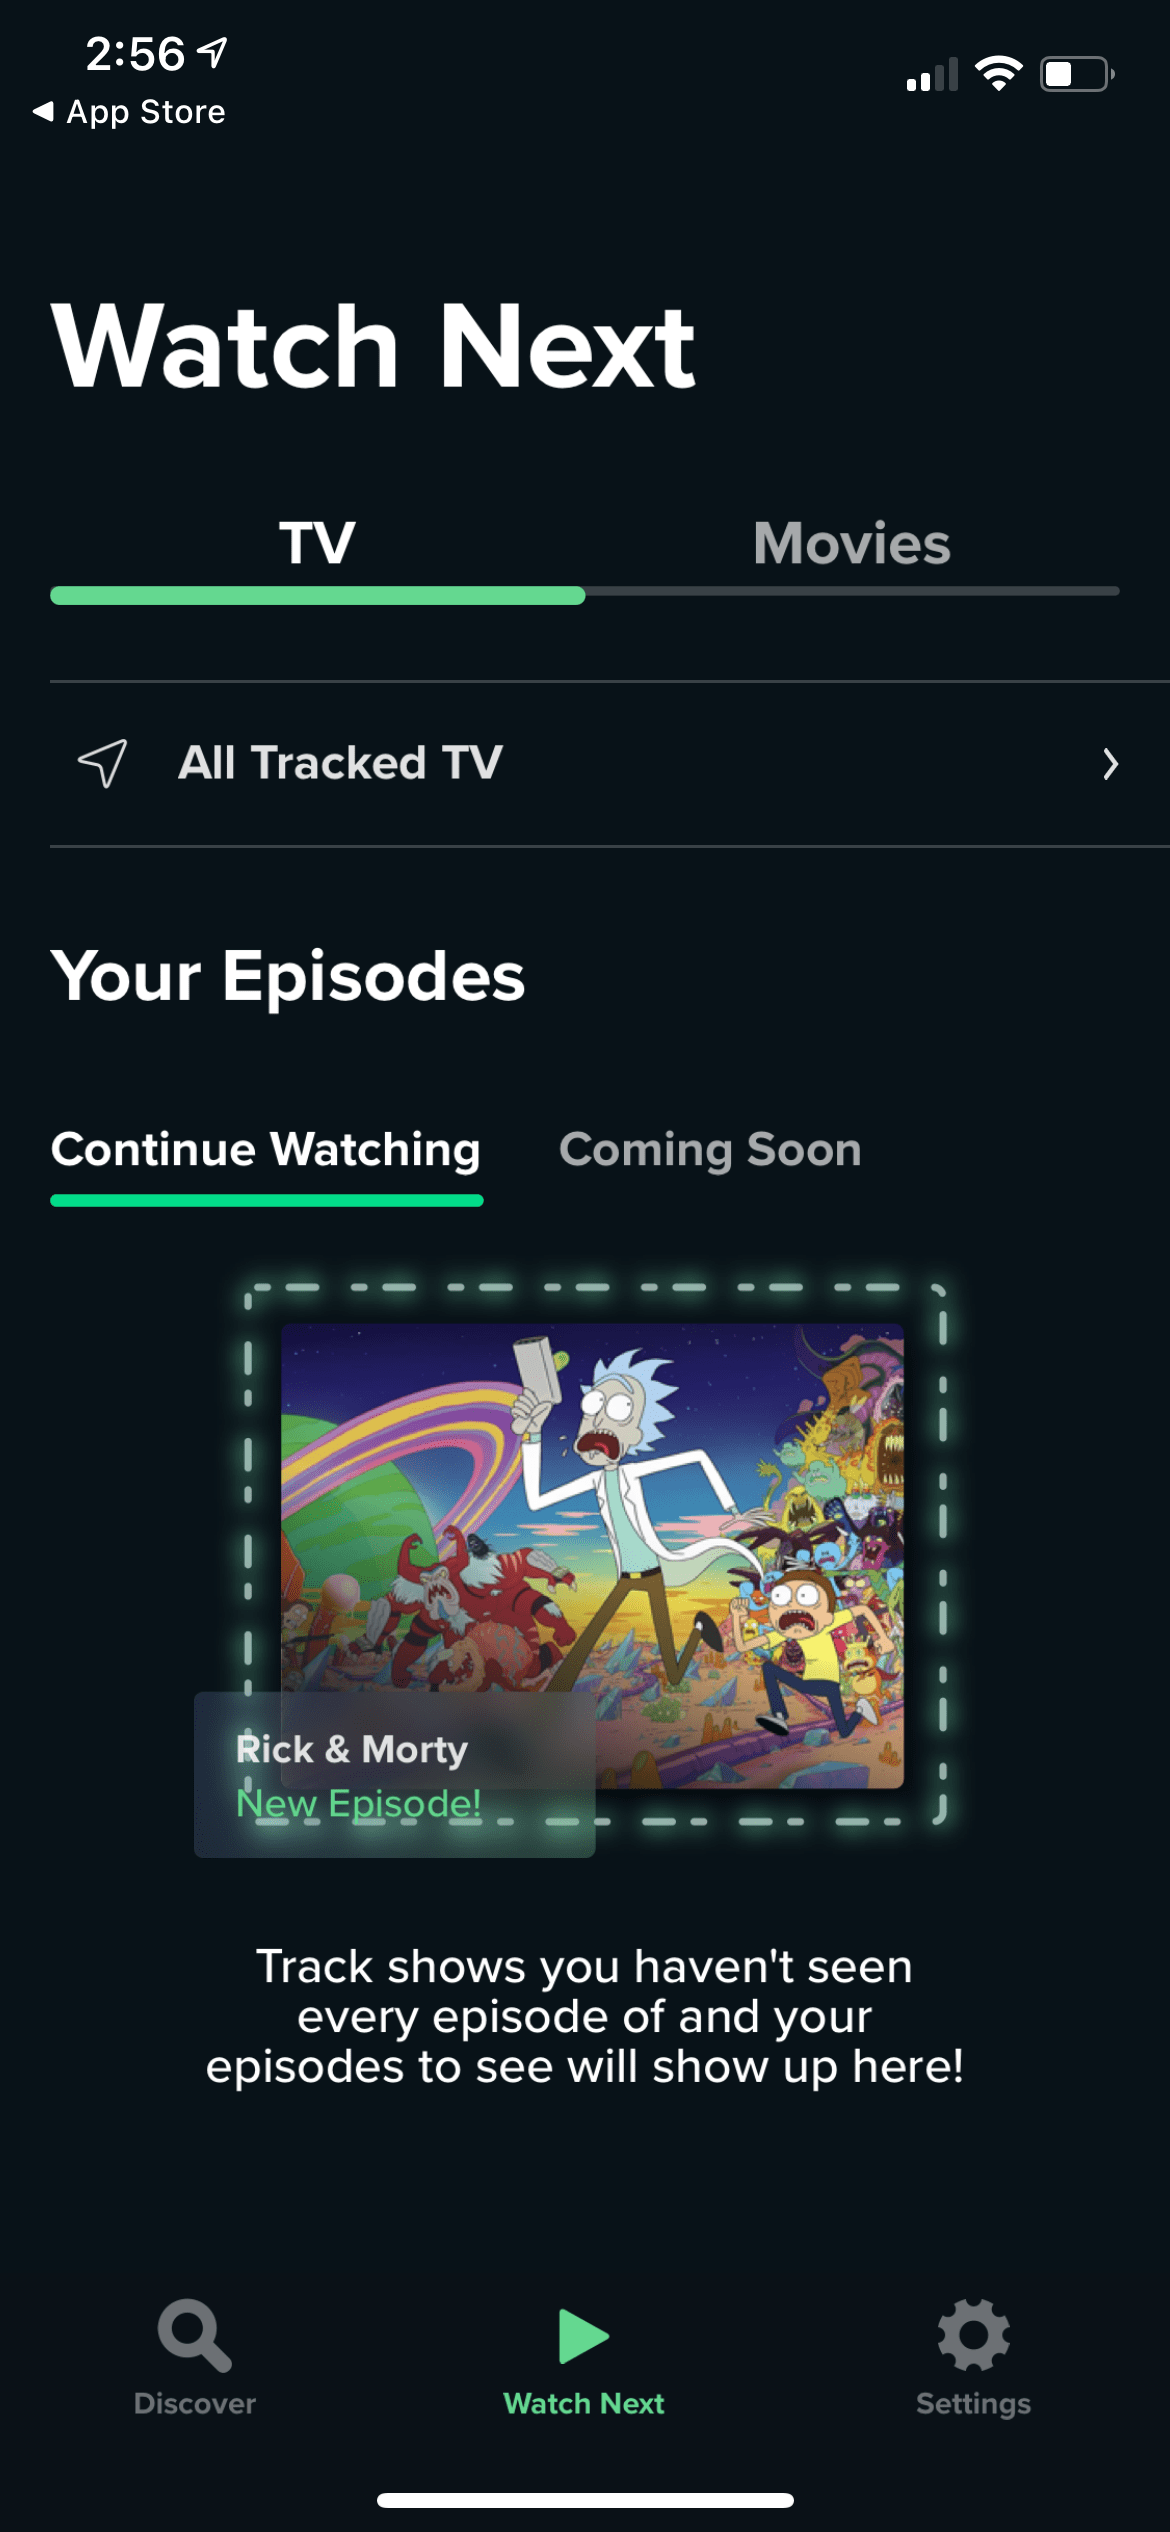 2:56
App Store
Watch Next
TV
Movies
All Tracked TV
Your Episodes
Continue Watching
Coming Soon
Rick & Morty
New Episode!
Track shows you haven't seen
every episode of and your
episodes to see will show up here!
Discover
Watch Next
Settings